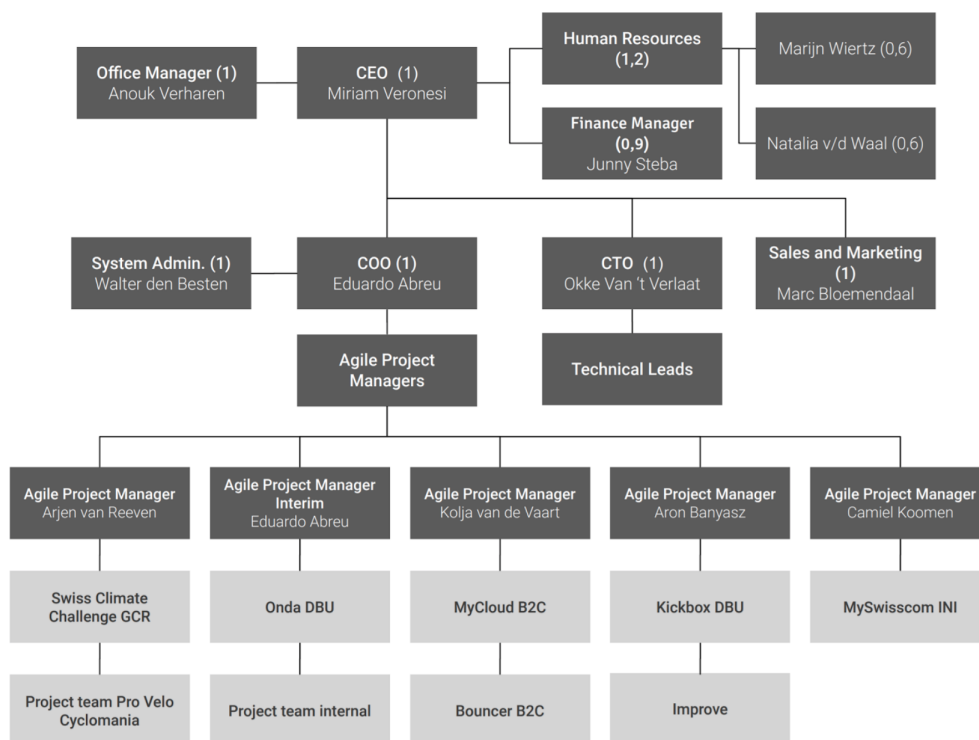 Human Resources
(1,2)
Marijn Wiertz (0,6)
Office Manager (1)
Anouk Verharen
CEO (1)
Miriam Veronesi
Finance Manager
(0,9)
Junny Steba
Natalia v/d Waal (0,6)
System Admin. (1)
Walter den Besten
COO (1)
Eduardo Abreu
CTO (1)
Okke Van ‘t Verlaat
Sales and Marketing
(1)
Marc Bloemendaal
Agile Project
Managers
Technical Leads
Agile Project Manager
Arjen van Reeven
Agile Project Manager
Interim
Eduardo Abreu
Agile Project Manager
Kolja van de Vaart
Agile Project Manager
Aron Banyasz
Agile Project Manager
Camiel Koomen
Swiss Climate
Challenge GCR
Onda DBU
MyCloud B2C
Kickbox DBU
MySwisscom INI
Project team Pro Velo
Cyclomania
Project team internal
Bouncer B2C
Improve